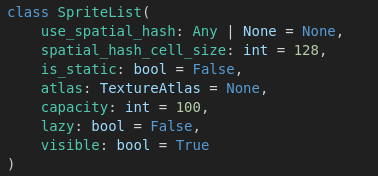 class SpriteList(
    use_spatial_hash: Any | None = None,
    spatial_hash_cell_size: int = 128,
    is_static: bool = False,
    atlas: TextureAtlas = None,
    capacity: int = 100,
    lazy: bool = False,
    visible: bool = True
)